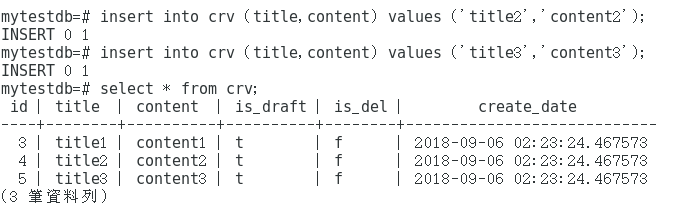 mytestdb=# insert into crv (title,content) values ('title2','content2');
INSERT 0 1
mytestdb=# insert into crv (title,content) values ('title3','content3');
INSERT 0 1
mytestdb=# select * from crv;
 id | title  | content  | is_draft | is_del |        create_date
----+--------+----------+----------+--------+----------------------------
  3 | title1 | content1 | t        | f      | 2018-09-06 02:23:24.467573
  4 | title2 | content2 | t        | f      | 2018-09-06 02:23:24.467573
  5 | title3 | content3 | t        | f      | 2018-09-06 02:23:24.467573
(3 筆資料列)